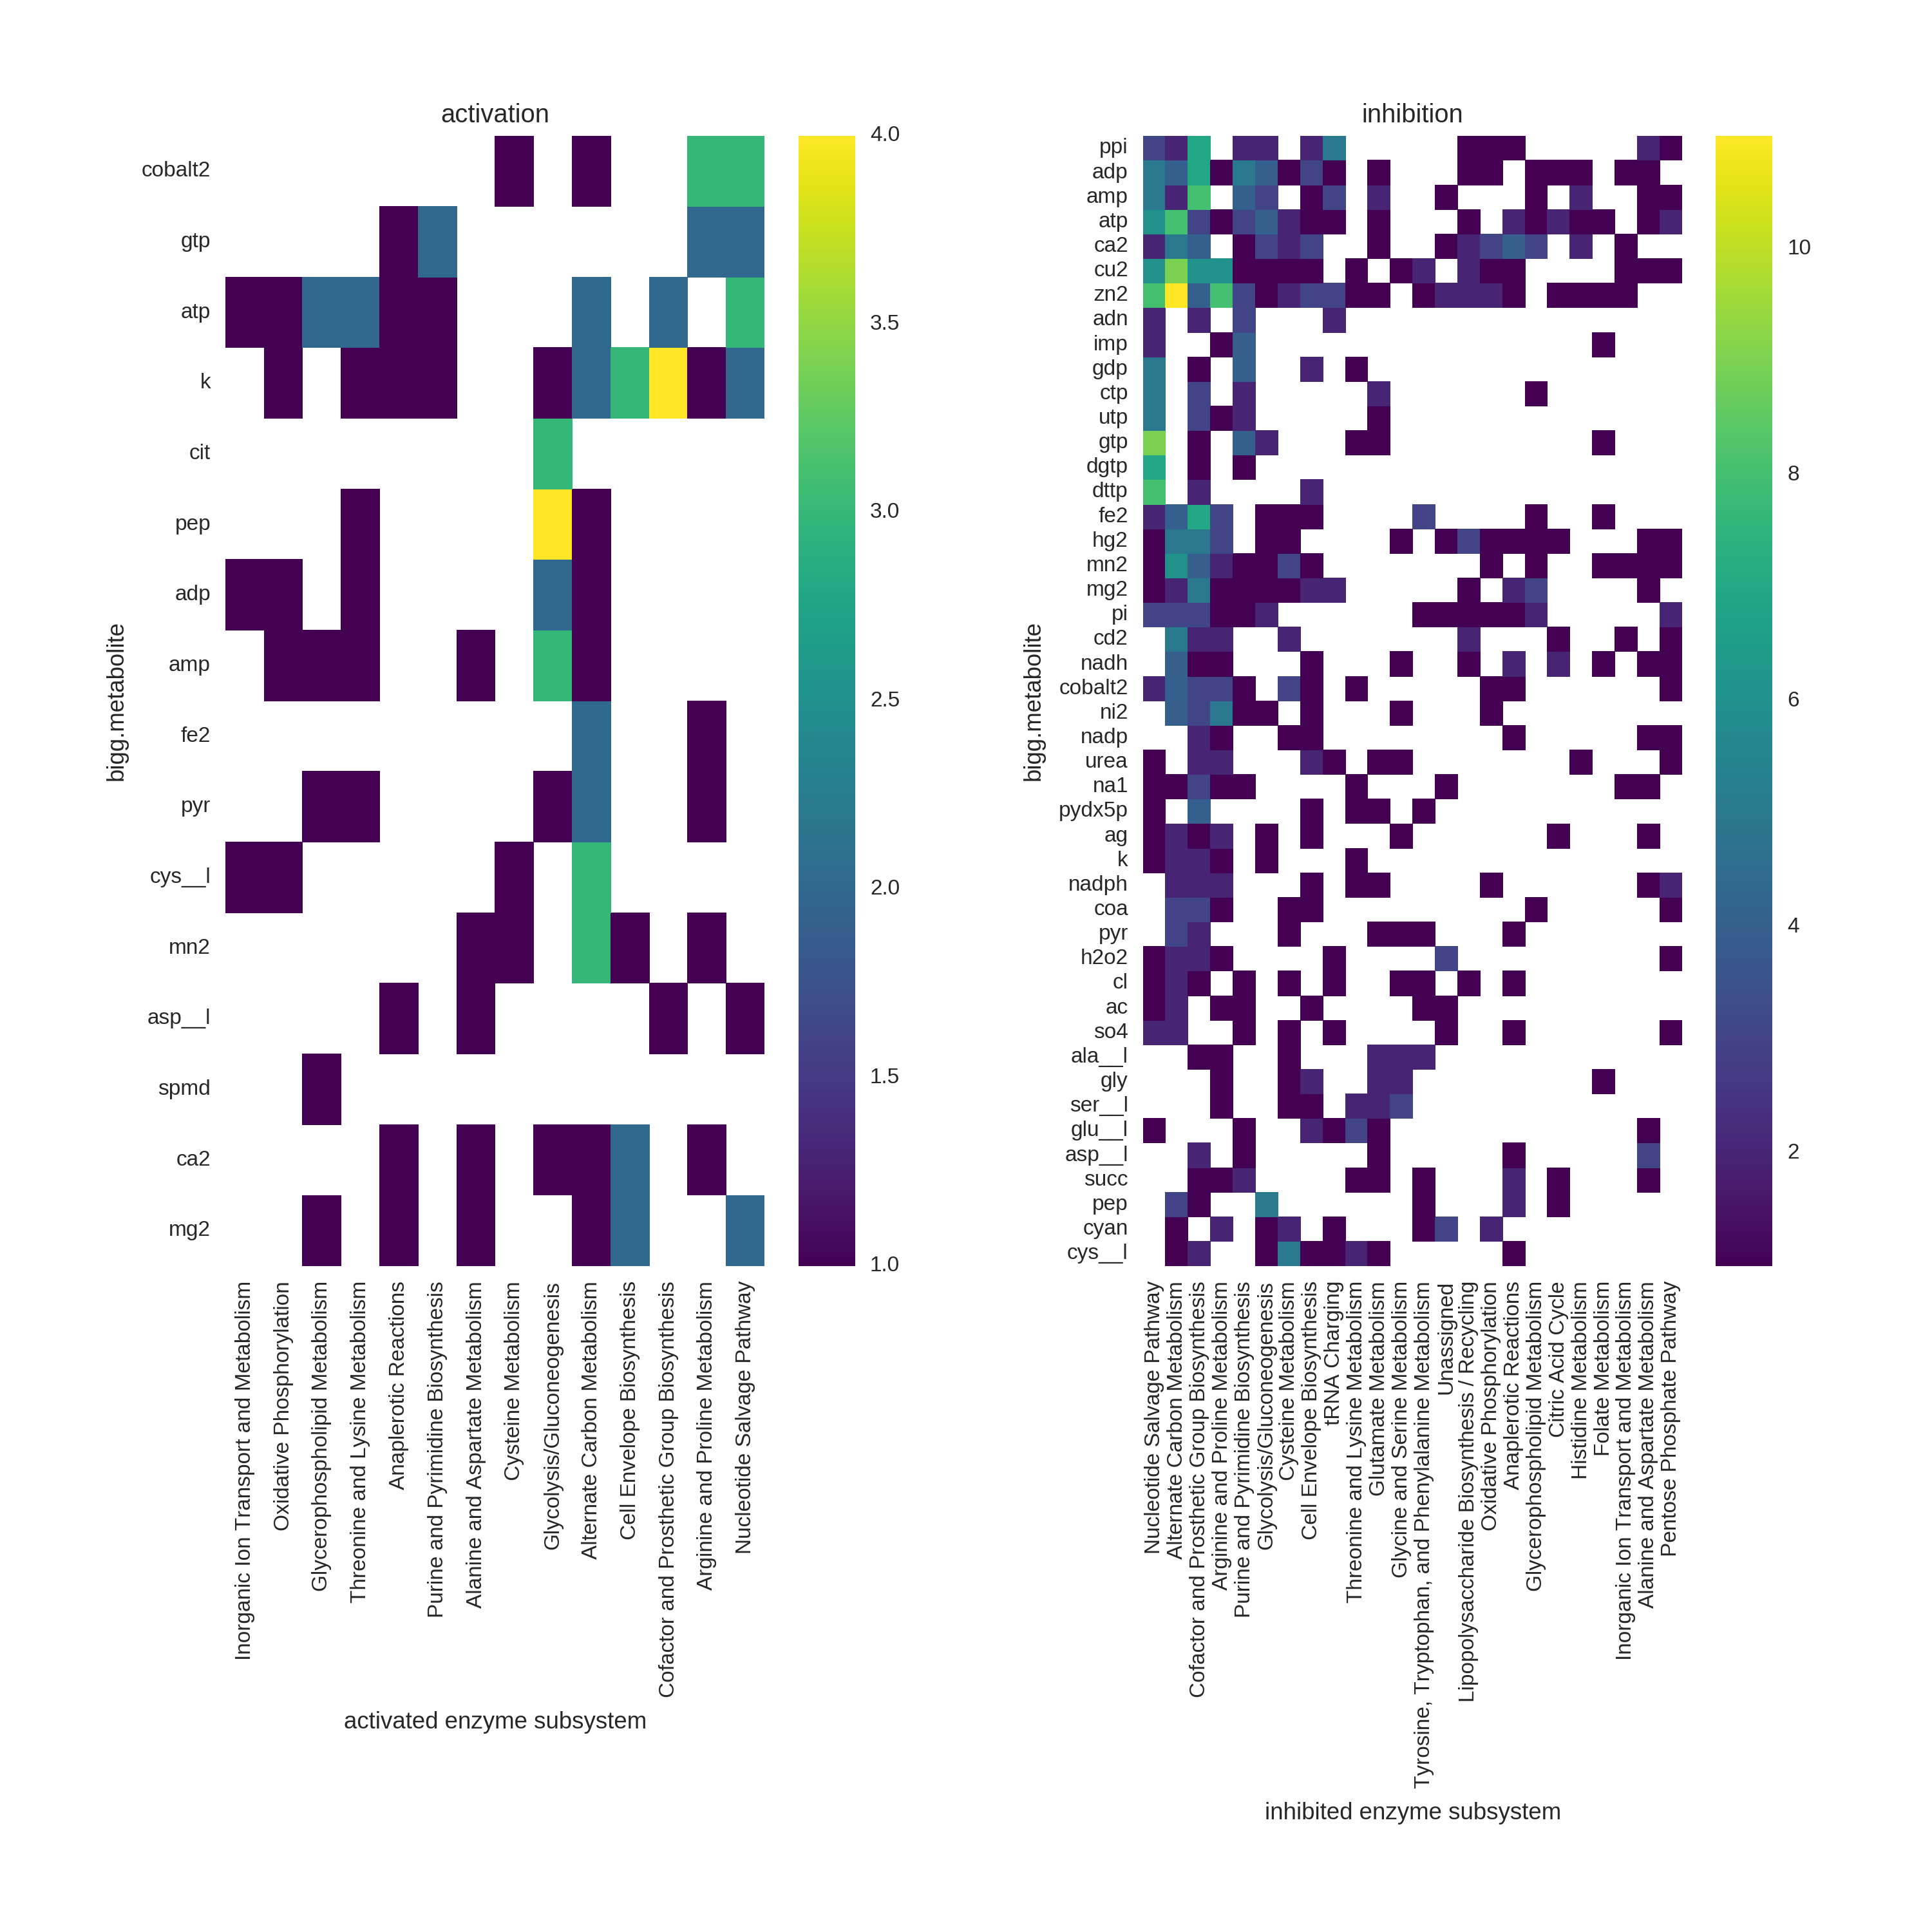 activation
cobalt2
gtp
atp
k
cit
pep
adp
amp
fe2
pyr
cys__l
mn2
asp__l
spmd
ca2
mg2
bigg.metabolite
Inorganic Ion Transport and Metabolism
Oxidative Phosphorylation
Glycerophospholipid Metabolism
Threonine and Lysine Metabolism
Anaplerotic Reactions
Purine and Pyrimidine Biosynthesis
Alanine and Aspartate Metabolism
Cysteine Metabolism
Glycolysis/Gluconeogenesis
Alternate Carbon Metabolism
Cell Envelope Biosynthesis
Cofactor and Prosthetic Group Biosynthesis
Arginine and Proline Metabolism
Nucleotide Salvage Pathway
activated enzyme subsystem
4.0
3.5
3.0
2.5
2.0
1.5
1.0
inhibition
ppi
adp
amp
atp
ca2
cu2
zn2
adn
imp
gdp
ctp
utp
gtp
dgtp
dttp
fe2
hg2
mn2
mg2
pi
cd2
nadh
cobalt2
ni2
nadp
urea
na1
pydx5p
ag
k
nadph
coa
pyr
h2o2
cl
ac
so4
ala__l
gly
ser__l
glu__l
asp__l
succ
pep
cyan
cys__l
bigg.metabolite
Nucleotide Salvage Pathway
Alternate Carbon Metabolism
Cofactor and Prosthetic Group Biosynthesis
Arginine and Proline Metabolism
Purine and Pyrimidine Biosynthesis
Glycolysis/Gluconeogenesis
Cysteine Metabolism
Cell Envelope Biosynthesis
tRNA Charging
Threonine and Lysine Metabolism
Glutamate Metabolism
Glycine and Serine Metabolism
Tyrosine, Tryptophan, and Phenylalanine Metabolism
Unassigned
Lipopolysaccharide Biosynthesis / Recycling
Oxidative Phosphorylation
Anaplerotic Reactions
Glycerophospholipid Metabolism
Citric Acid Cycle
Histidine Metabolism
Folate Metabolism
Inorganic Ion Transport and Metabolism
Alanine and Aspartate Metabolism
Pentose Phosphate Pathway
inhibited enzyme subsystem
10
8
6
4
2